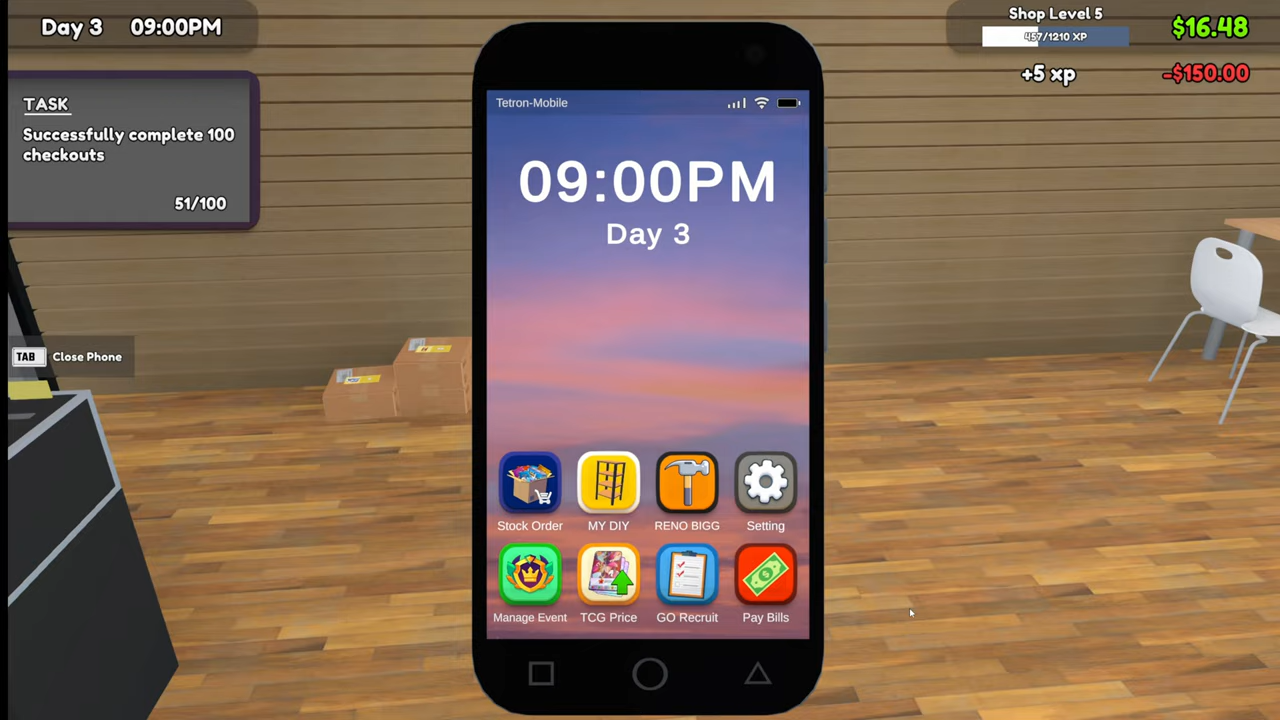 Day 3 09:00PM
TASK
Successfully complete 100
checkouts
51/100
TAB Close Phone
Tetron-Mobile
09:00PM
Day 3
Stock Order MY DIY RENO BIGG Setting
Manage Event TCG Price GO Recruit Pay Bills
Shop Level 5
457/1210 XP
$16.48
+5 xp
-$150.00